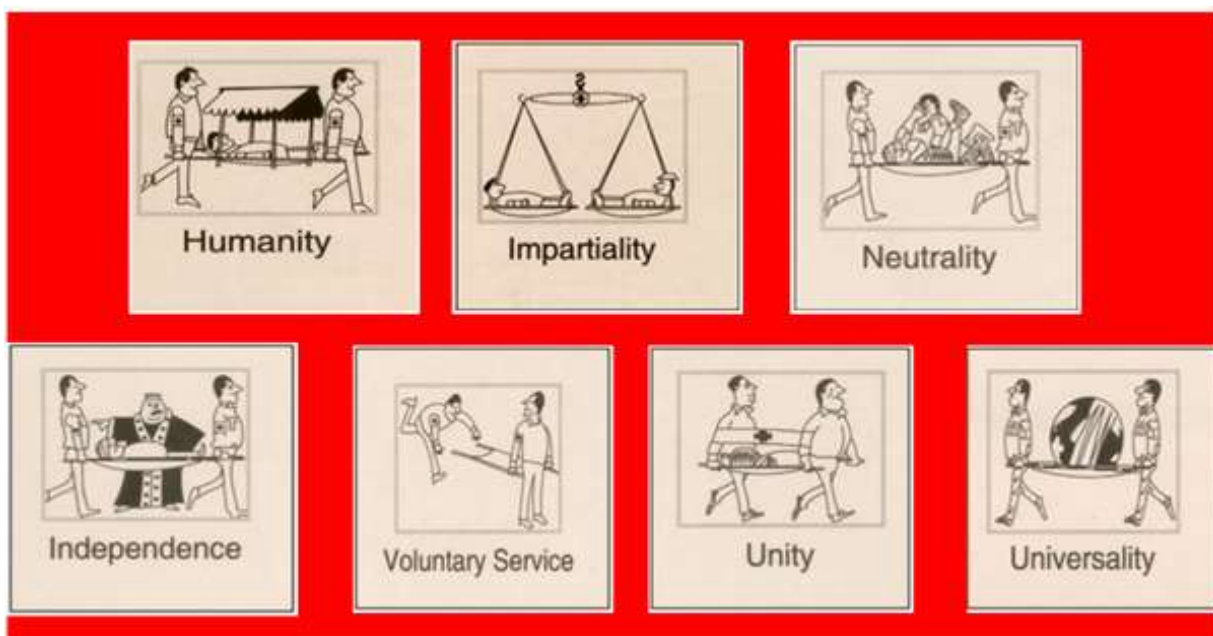 Humanity
Impartiality
Neutrality
Independence
Voluntary Service
Unity
Universality